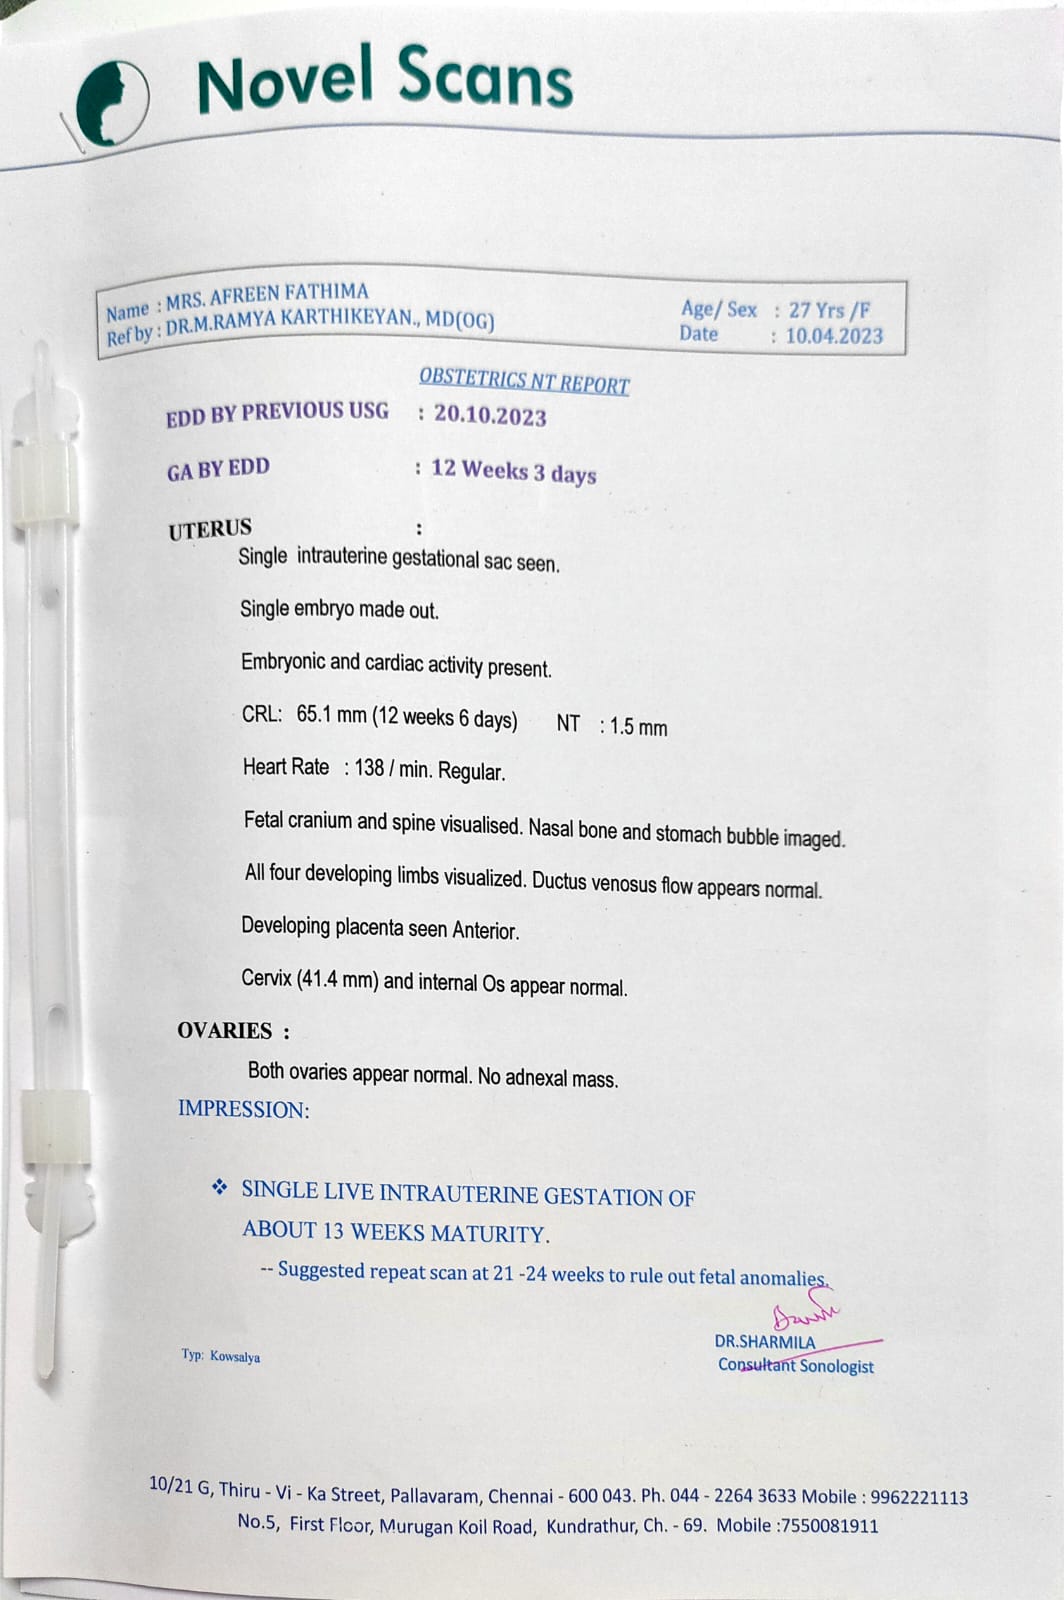 Novel Scans
Name : MRS. AFREEN FATHIMA
Age/ Sex : 27 Yrs /F
Ref by : DR.M.RAMYA KARTHIKEYAN., MD(OG)
Date : 10.04.2023
OBSTETRICS NT REPORT
EDD BY PREVIOUS USG : 20.10.2023
GA BY EDD : 12 Weeks 3 days
UTERUS :
Single intrauterine gestational sac seen.
Single embryo made out.
Embryonic and cardiac activity present.
CRL: 65.1 mm (12 weeks 6 days) NT : 1.5 mm
Heart Rate : 138 / min. Regular.
Fetal cranium and spine visualised. Nasal bone and stomach bubble imaged.
All four developing limbs visualized. Ductus venosus flow appears normal.
Developing placenta seen Anterior.
Cervix (41.4 mm) and internal Os appear normal.
OVARIES :
Both ovaries appear normal. No adnexal mass.
IMPRESSION:
❖ SINGLE LIVE INTRAUTERINE GESTATION OF
ABOUT 13 WEEKS MATURITY.
-- Suggested repeat scan at 21 -24 weeks to rule out fetal anomalies.
DR.SHARMILA
Typ: Kowsalya
Consultant Sonologist
10/21 G, Thiru - Vi - Ka Street, Pallavaram, Chennai - 600 043. Ph. 044 - 2264 3633 Mobile : 9962221113
No.5, First Floor, Murugan Koil Road, Kundrathur, Ch. - 69. Mobile :7550081911